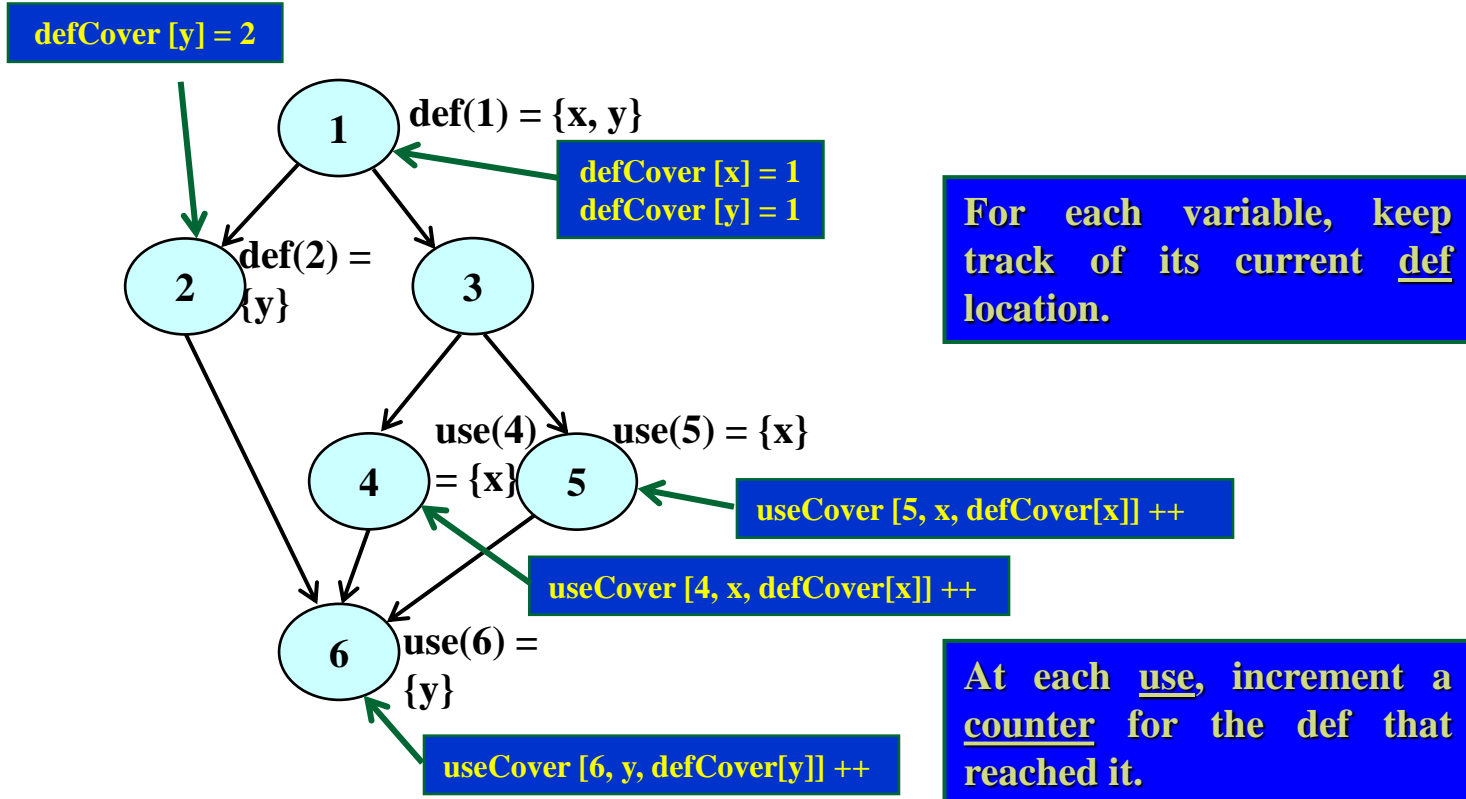 defCover [y] = 2
1
def(1) = {x, y}
defCover [x] = 1
defCover [y] = 1
For each variable, keep
track of its current def
location.
2
def(2) =
{y}
3
4
use(4)
= {x}
5
use(5) = {x}
useCover [5, x, defCover[x]] ++
useCover [4, x, defCover[x]] ++
6
use(6) =
{y}
useCover [6, y, defCover[y]] ++
At each use, increment a
counter for the def that
reached it.